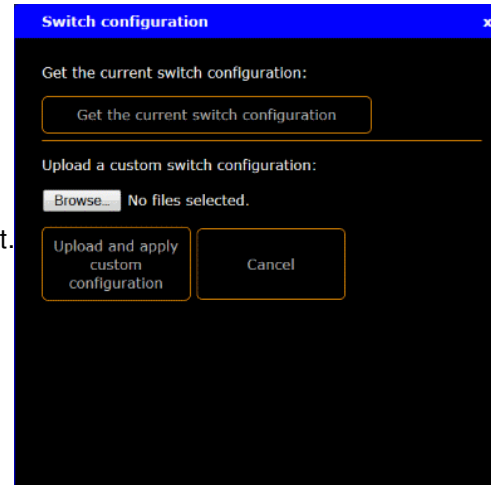 Switch configuration x
Get the current switch configuration:
Get the current switch configuration
Upload a custom switch configuration:
Browse… No files selected.
t.
Upload and apply
custom
configuration
Cancel